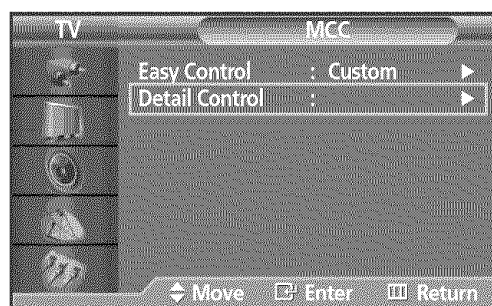 TV MCC
Easy Control : Custom
Detail Control :
Move Enter Return